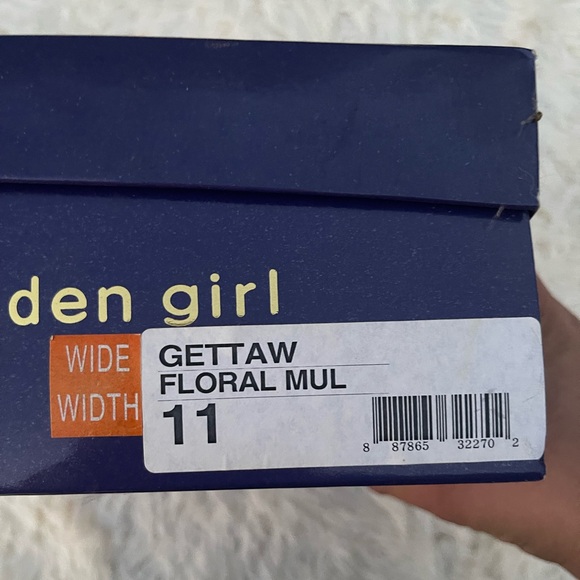 den girl
WIDE
WIDTH
GETTAW
FLORAL MUL
11
8 87865 32270 2